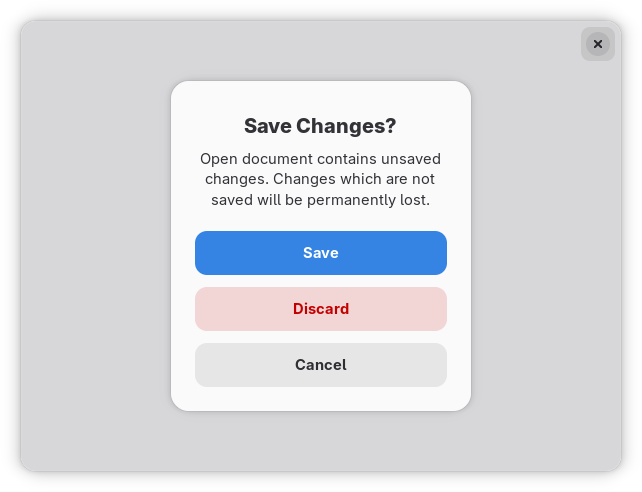 Save Changes?
Open document contains unsaved
changes. Changes which are not
saved will be permanently lost.
Save
Discard
Cancel